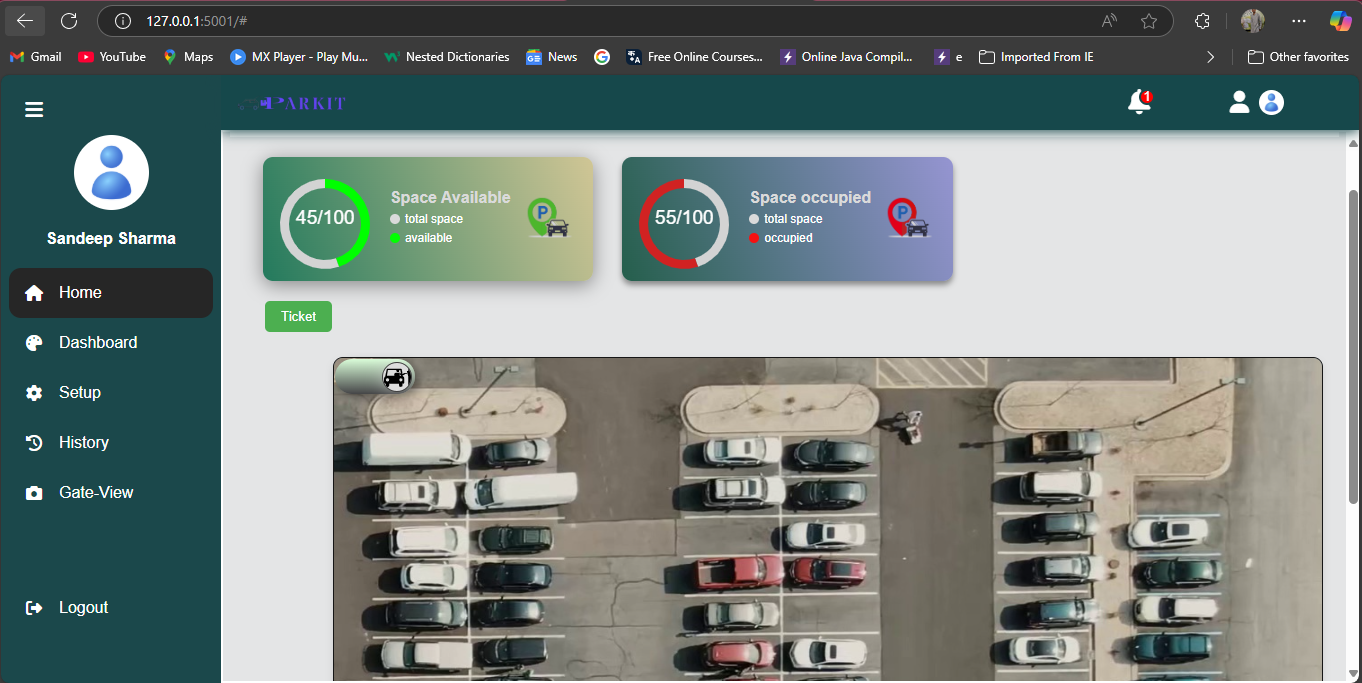 127.0.0.1:5001/#
Gmail YouTube Maps MX Player - Play Mu... Nested Dictionaries News Free Online Courses... Online Java Compil... e Imported From IE Other favorites
PARKIT
1
Sandeep Sharma
Home
Dashboard
Setup
History
Gate-View
Logout
45/100
Space Available
total space
available
P
55/100
Space occupied
total space
occupied
P
Ticket